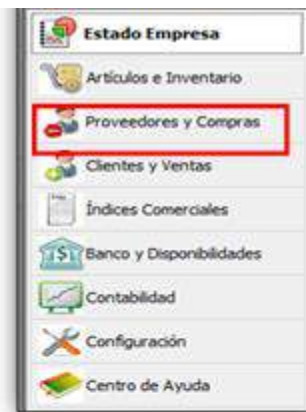 Estado Empresa
Artículos e Inventario
Proveedores y Compras
Clientes y Ventas
Índices Comerciales
Banco y Disponibilidades
Contabilidad
Configuración
Centro de Ayuda